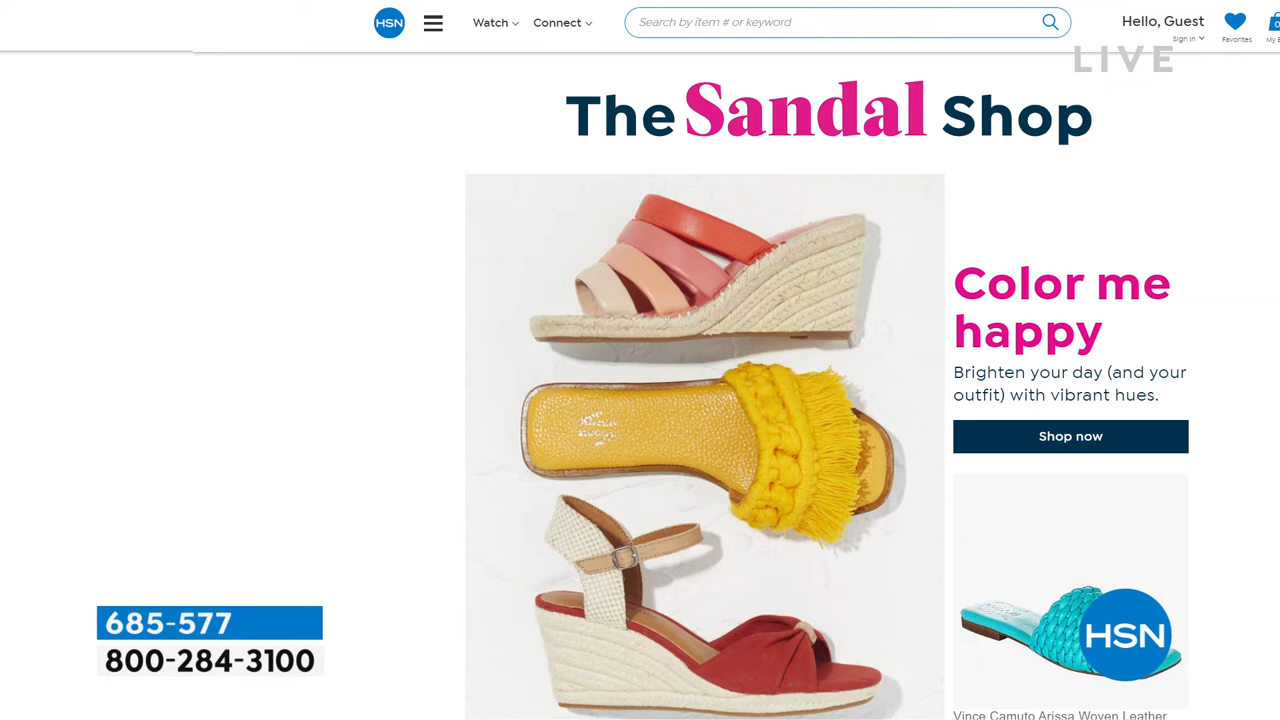 HSN
Watch
Connect
Search by item # or keyword
Hello, Guest
Sign In
Favorites
0
LIVE
The Sandal Shop
Color me
happy
Brighten your day (and your
outfit) with vibrant hues.
Shop now
685-577
800-284-3100
HSN
Vince Camuto Arissa Woven Leather